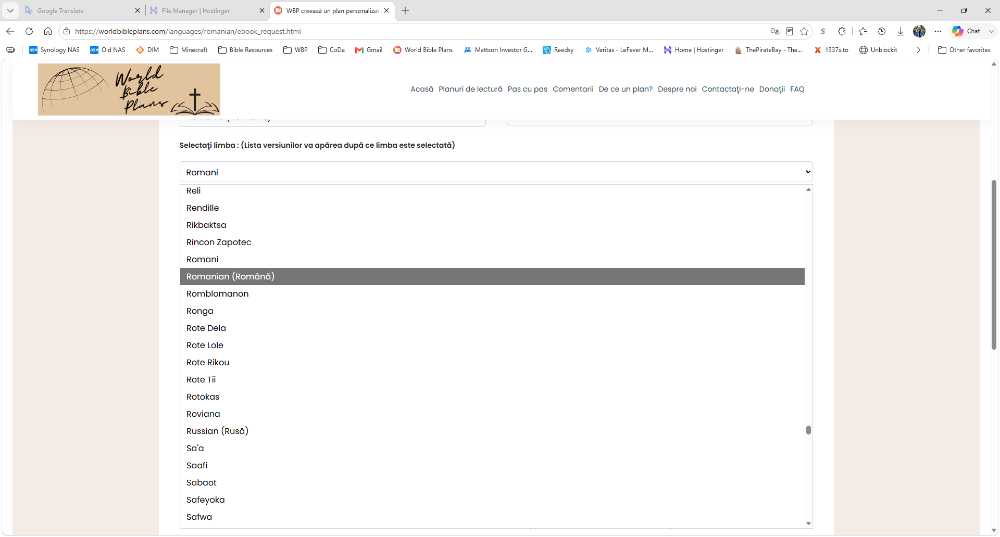 Google Translate
File Manager | Hostinger
WBP creează un plan personalizat
https://worldbibleplans.com/languages/romanian/ebook_request.html
Chat
Synology NAS
Old NAS
DIM
Minecraft
Bible Resources
WBP
CoDa
Gmail
World Bible Plans
Mattson Investor G...
Reedsy
Veritas - LeFever M...
Home | Hostinger
ThePirateBay - The...
1337x.to
Unblockit
Other favorites
World
Bible
Plans
Acasă
Planuri de lectură
Pas cu pas
Comentarii
De ce un plan?
Despre noi
Contactaţi-ne
Donaţii
FAQ
Selectaţi limba : (Lista versiunilor va apărea după ce limba este selectată)
Romani
Reli
Rendille
Rikbaktsa
Rincon Zapotec
Romani
Romanian (Română)
Romblomanon
Ronga
Rote Dela
Rote Lole
Rote Rikou
Rote Tii
Rotokas
Roviana
Russian (Rusă)
Sa'a
Saafi
Sabaot
Safeyoka
Safwa